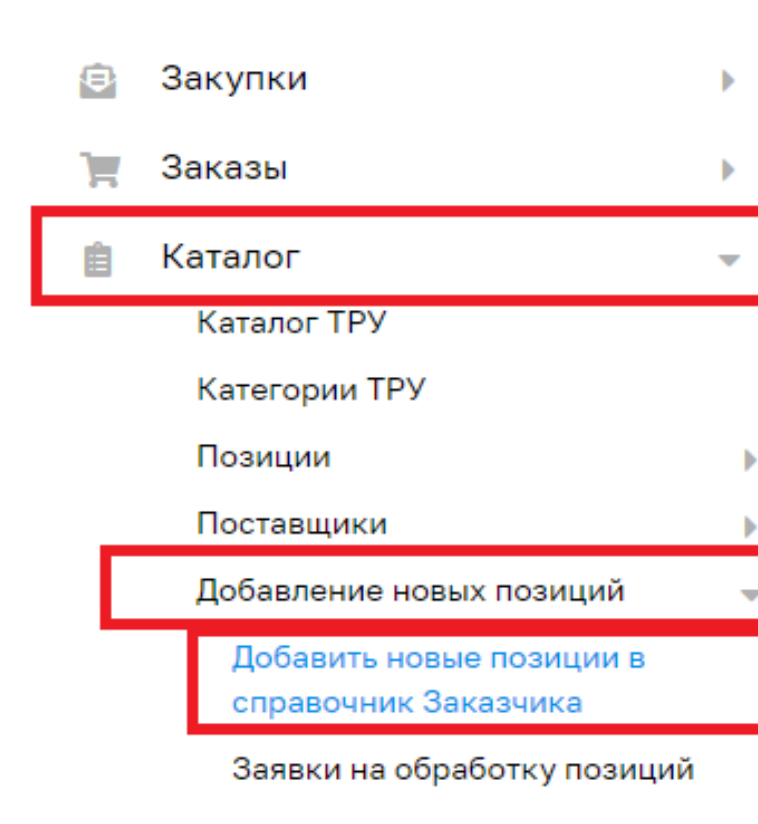 Закупки
Заказы
Каталог
Каталог ТРУ
Категории ТРУ
Позиции
Поставщики
Добавление новых позиций
Добавить новые позиции в
справочник Заказчика
Заявки на обработку позиций